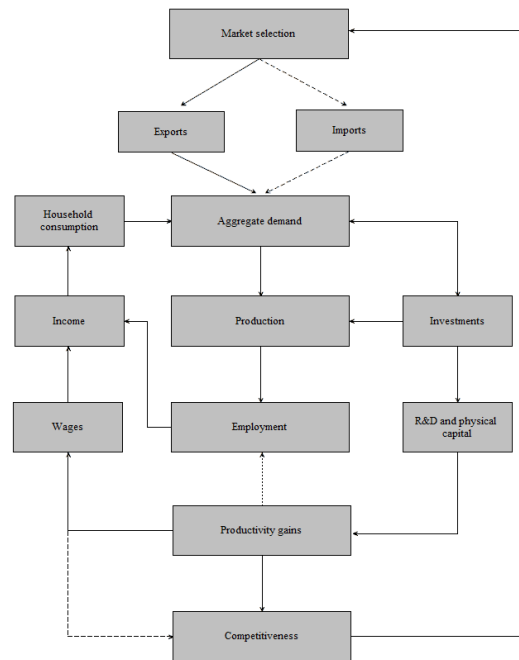 Market selection
Exports
Imports
Household
consumption
Aggregate demand
Income
Production
Investments
Wages
Employment
R&D and physical
capital
Productivity gains
Competitiveness